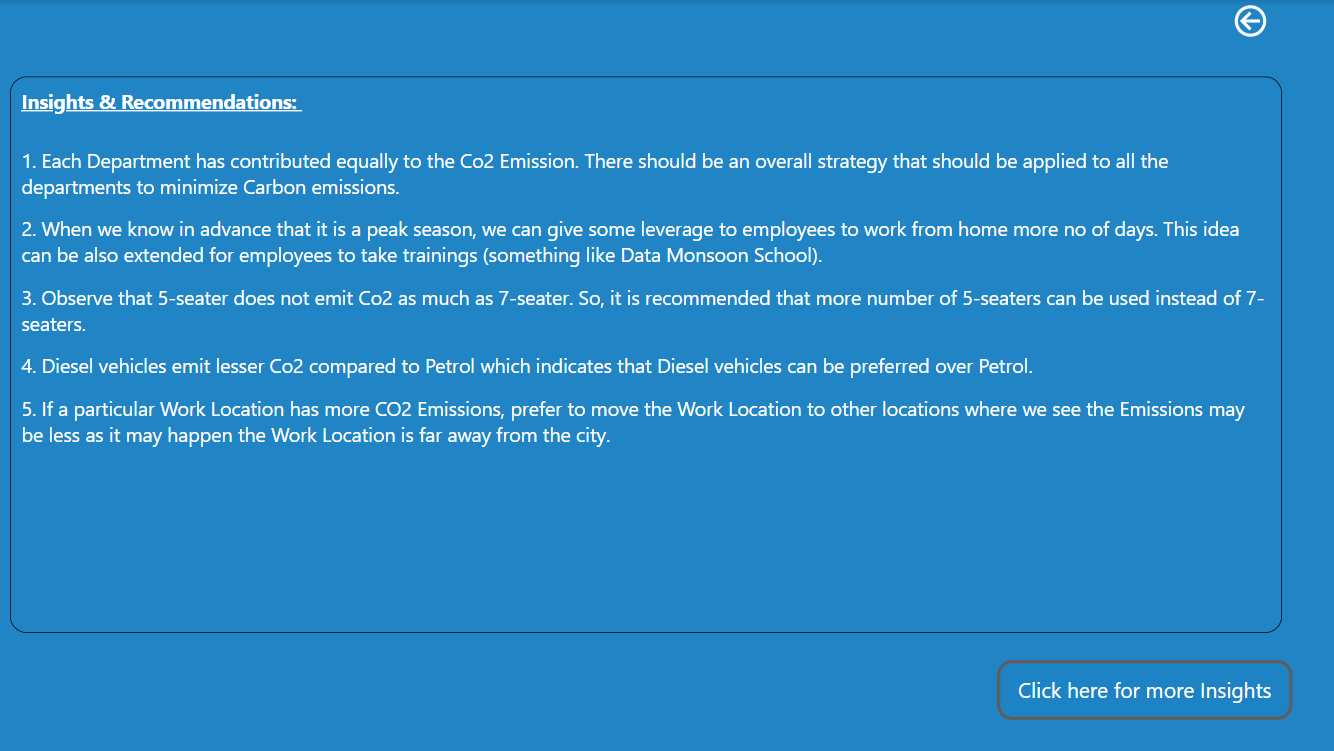 Insights & Recommendations:
1. Each Department has contributed equally to the Co2 Emission. There should be an overall strategy that should be applied to all the
departments to minimize Carbon emissions.
2. When we know in advance that it is a peak season, we can give some leverage to employees to work from home more no of days. This idea
can be also extended for employees to take trainings (something like Data Monsoon School).
3. Observe that 5-seater does not emit Co2 as much as 7-seater. So, it is recommended that more number of 5-seaters can be used instead of 7-
seaters.
4. Diesel vehicles emit lesser Co2 compared to Petrol which indicates that Diesel vehicles can be preferred over Petrol.
5. If a particular Work Location has more CO2 Emissions, prefer to move the Work Location to other locations where we see the Emissions may
be less as it may happen the Work Location is far away from the city.
Click here for more Insights